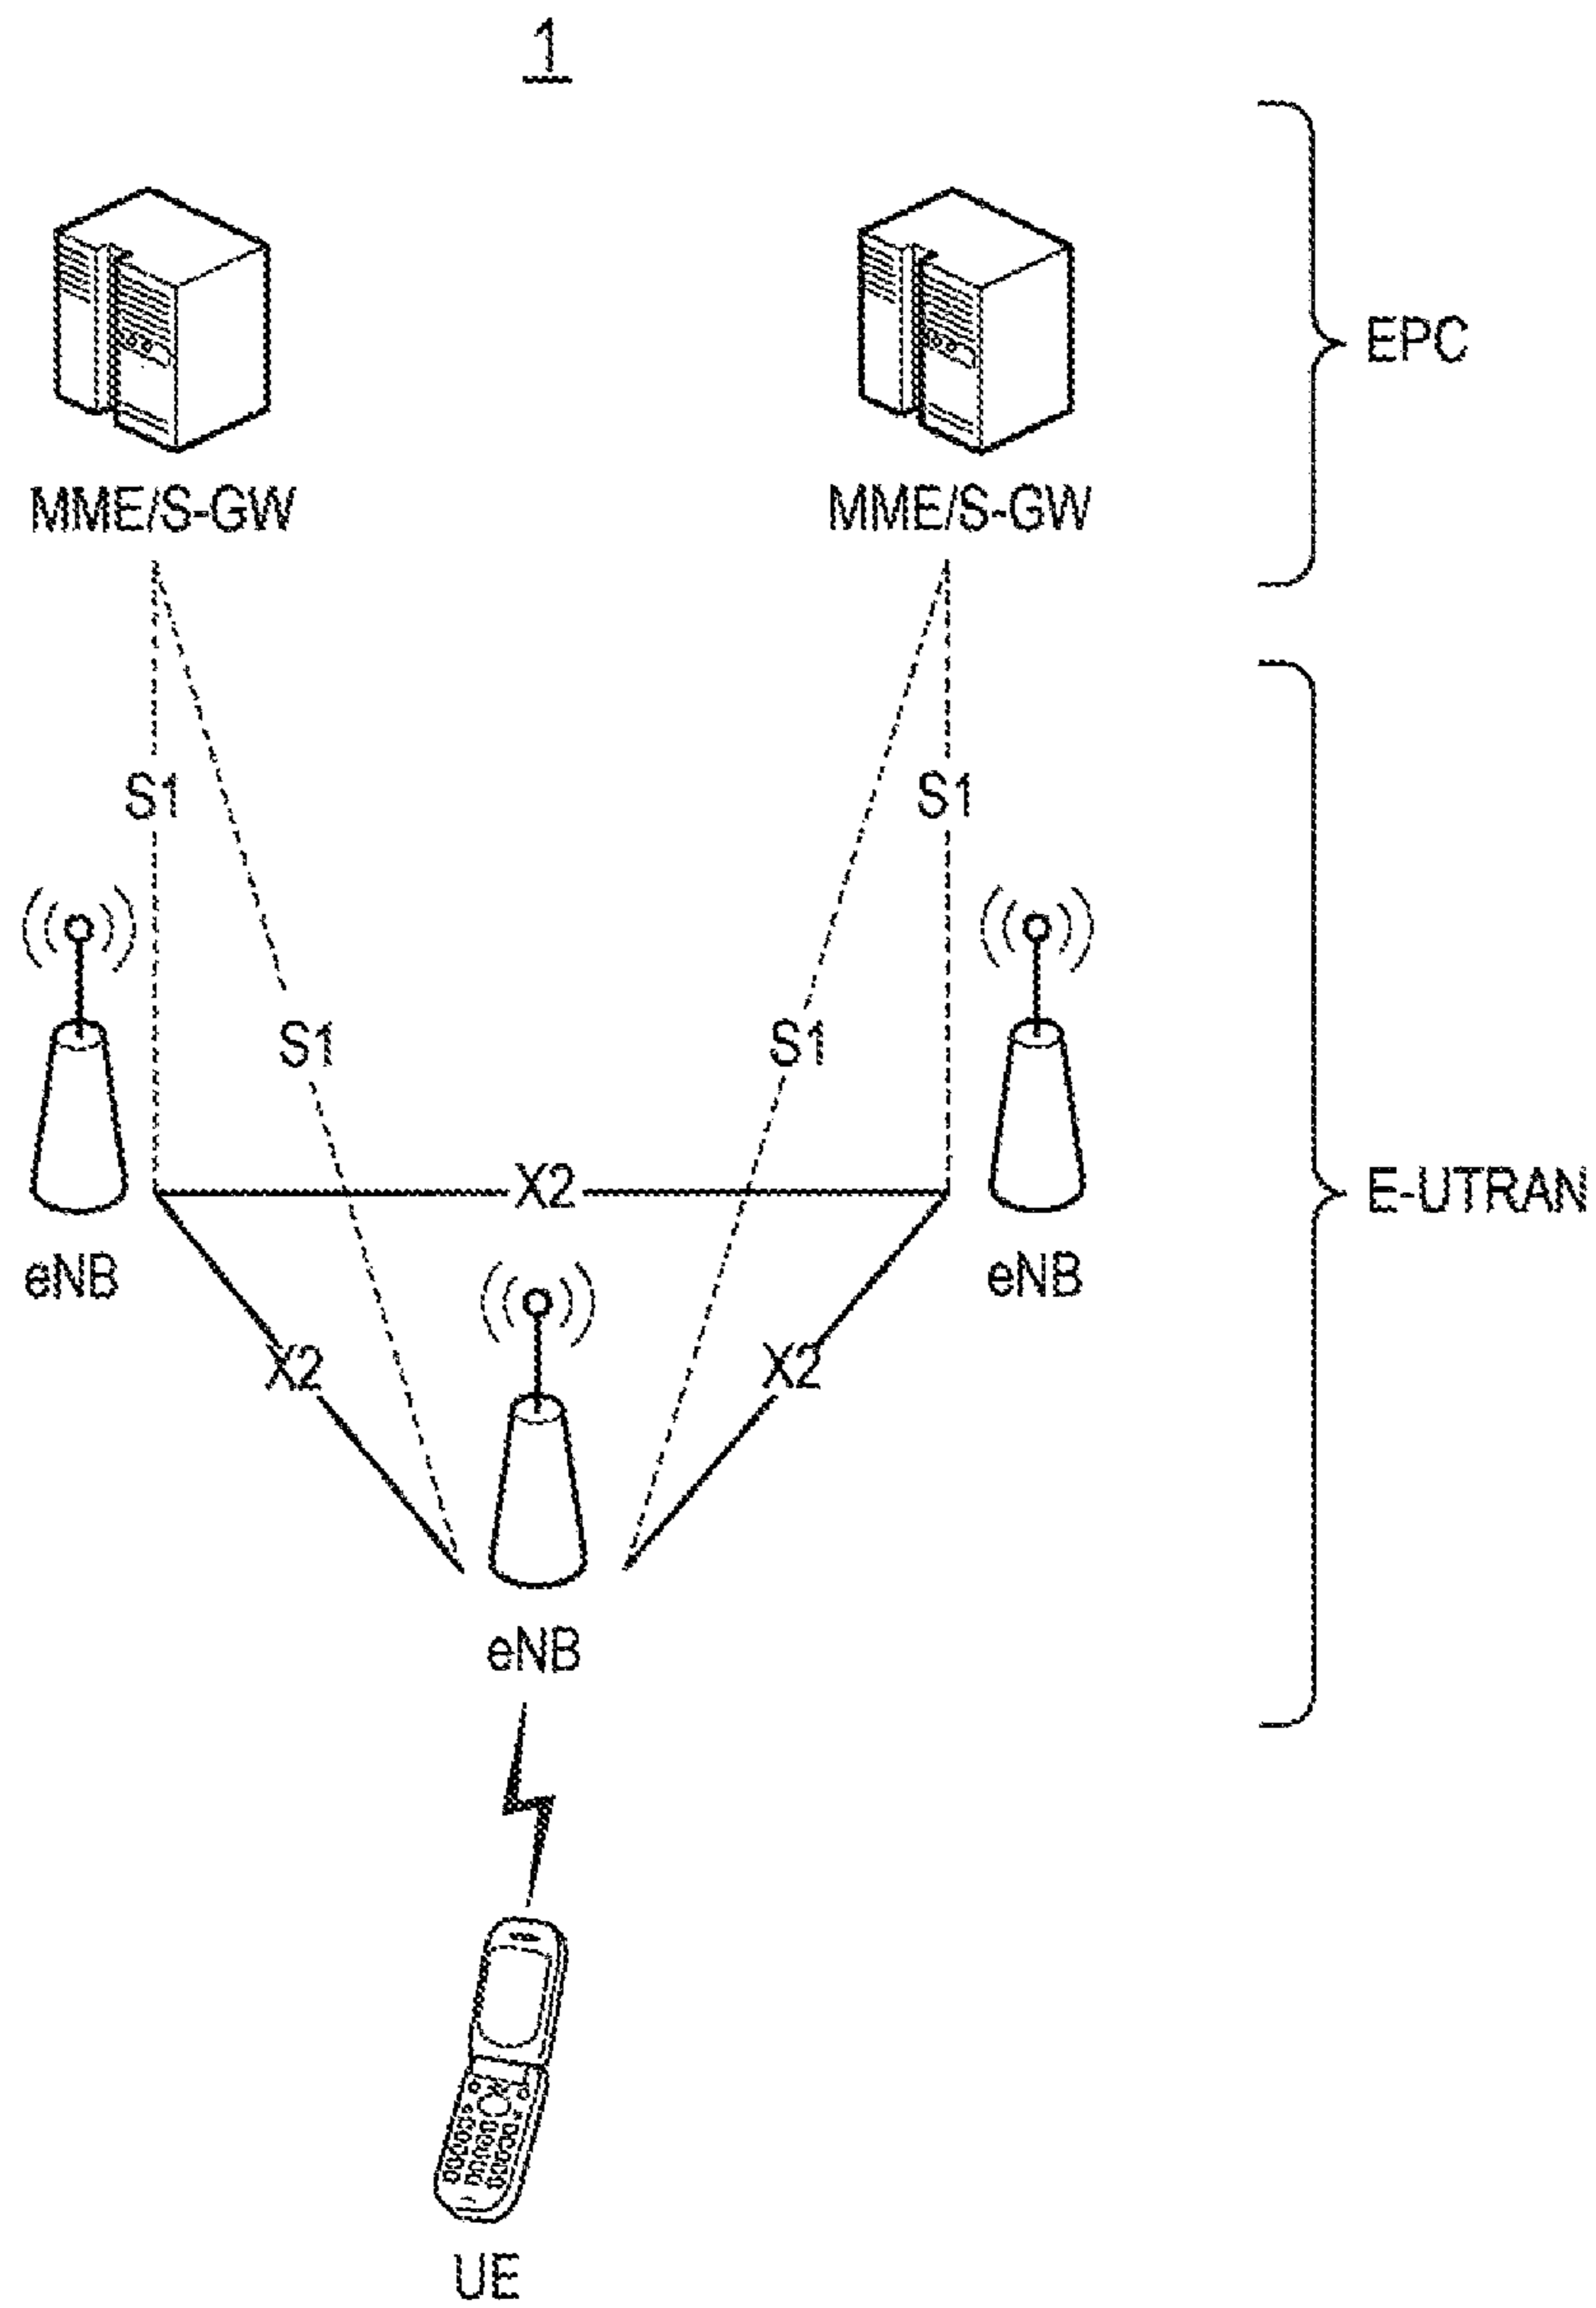 1
EPC
MME/S-GW
MME/S-GW
S1
S1
S1
S1
X2
E-UTRAN
eNB
eNB
X2
X2
eNB
UE